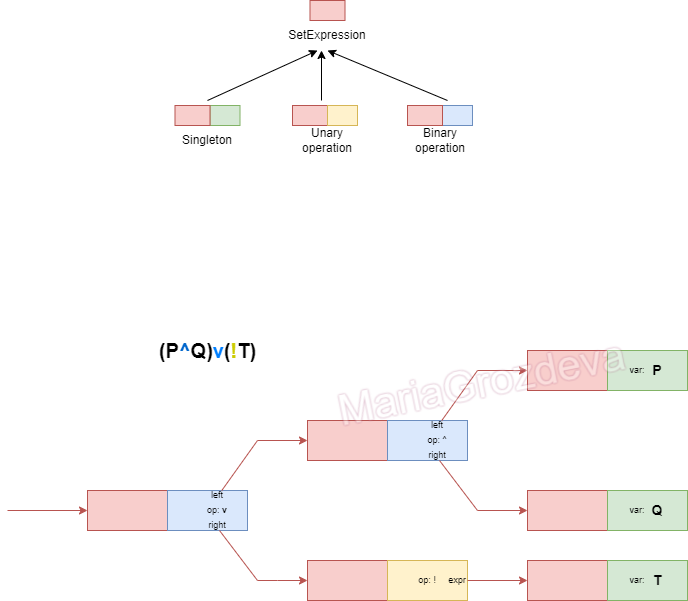 SetExpression
Singleton
Unary
operation
Binary
operation
(P^Q)v(!T)
MariaGrozdeva
var: P
left
op: ^
right
left
op: v
right
var: Q
op: ! expr
var: T